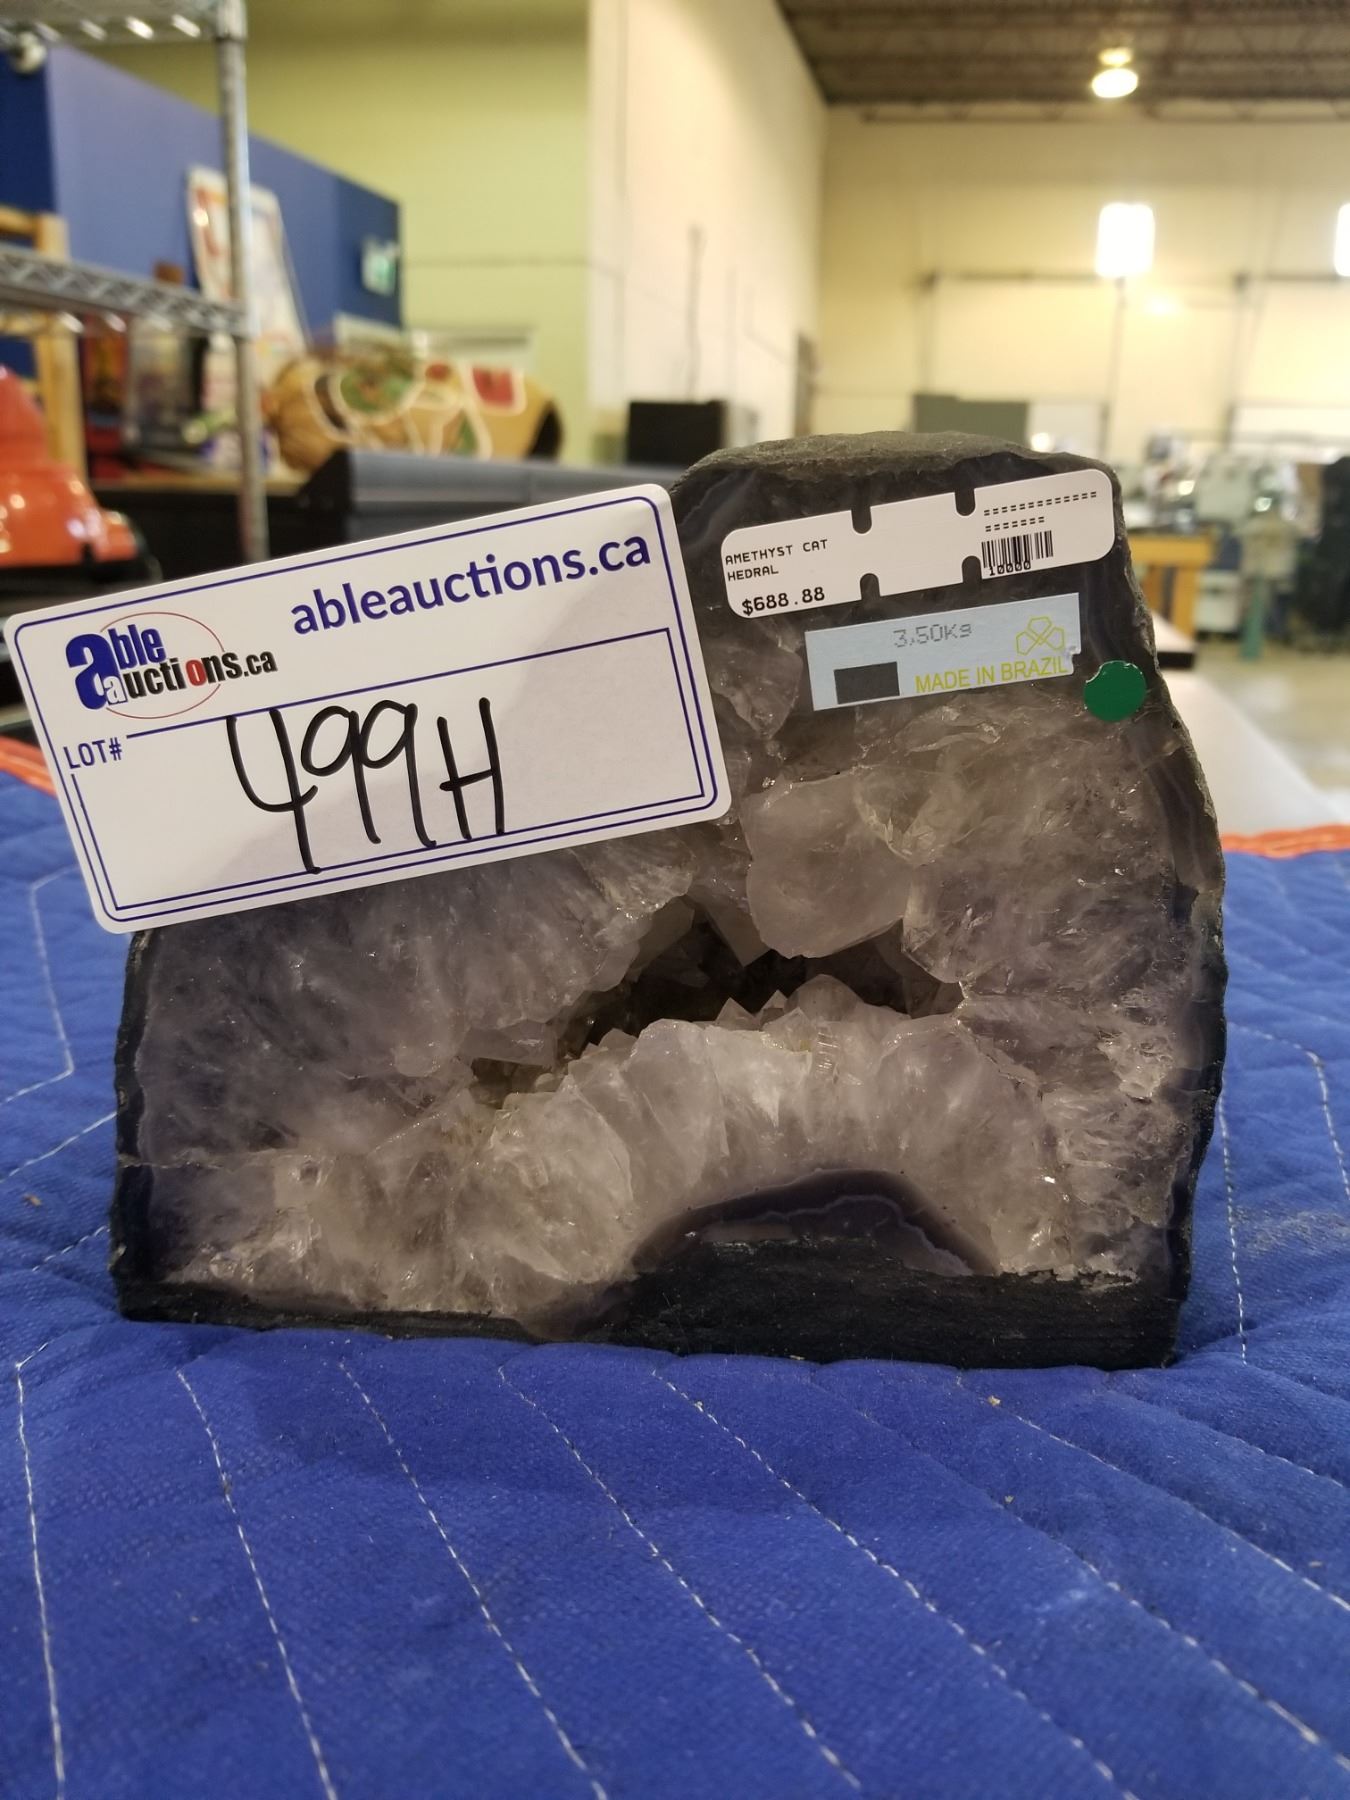 ableauctions.ca
able
auctions.ca
LOT#
499H
AMETHYST CAT
HEDRAL
$688.88
10000
3.50Kg
MADE IN BRAZIL